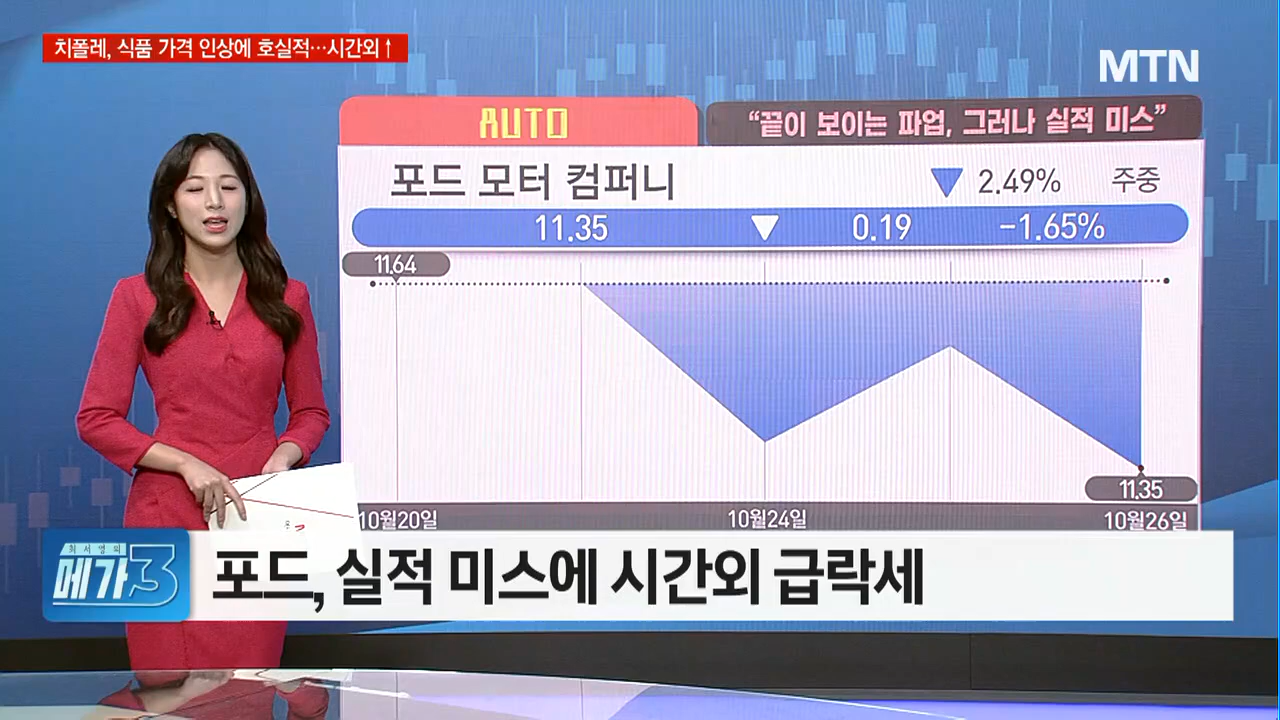 치폴레, 식품 가격 인상에 호실적…시간외↑
MTN
AUTO
“끝이 보이는 파업, 그러나 실적 미스”
포드 모터 컴퍼니 ▼ 2.49% 주중
11.35 ▼ 0.19 -1.65%
11.64
11.35
10월20일 10월24일 10월26일
최서영의
메가3
포드, 실적 미스에 시간외 급락세